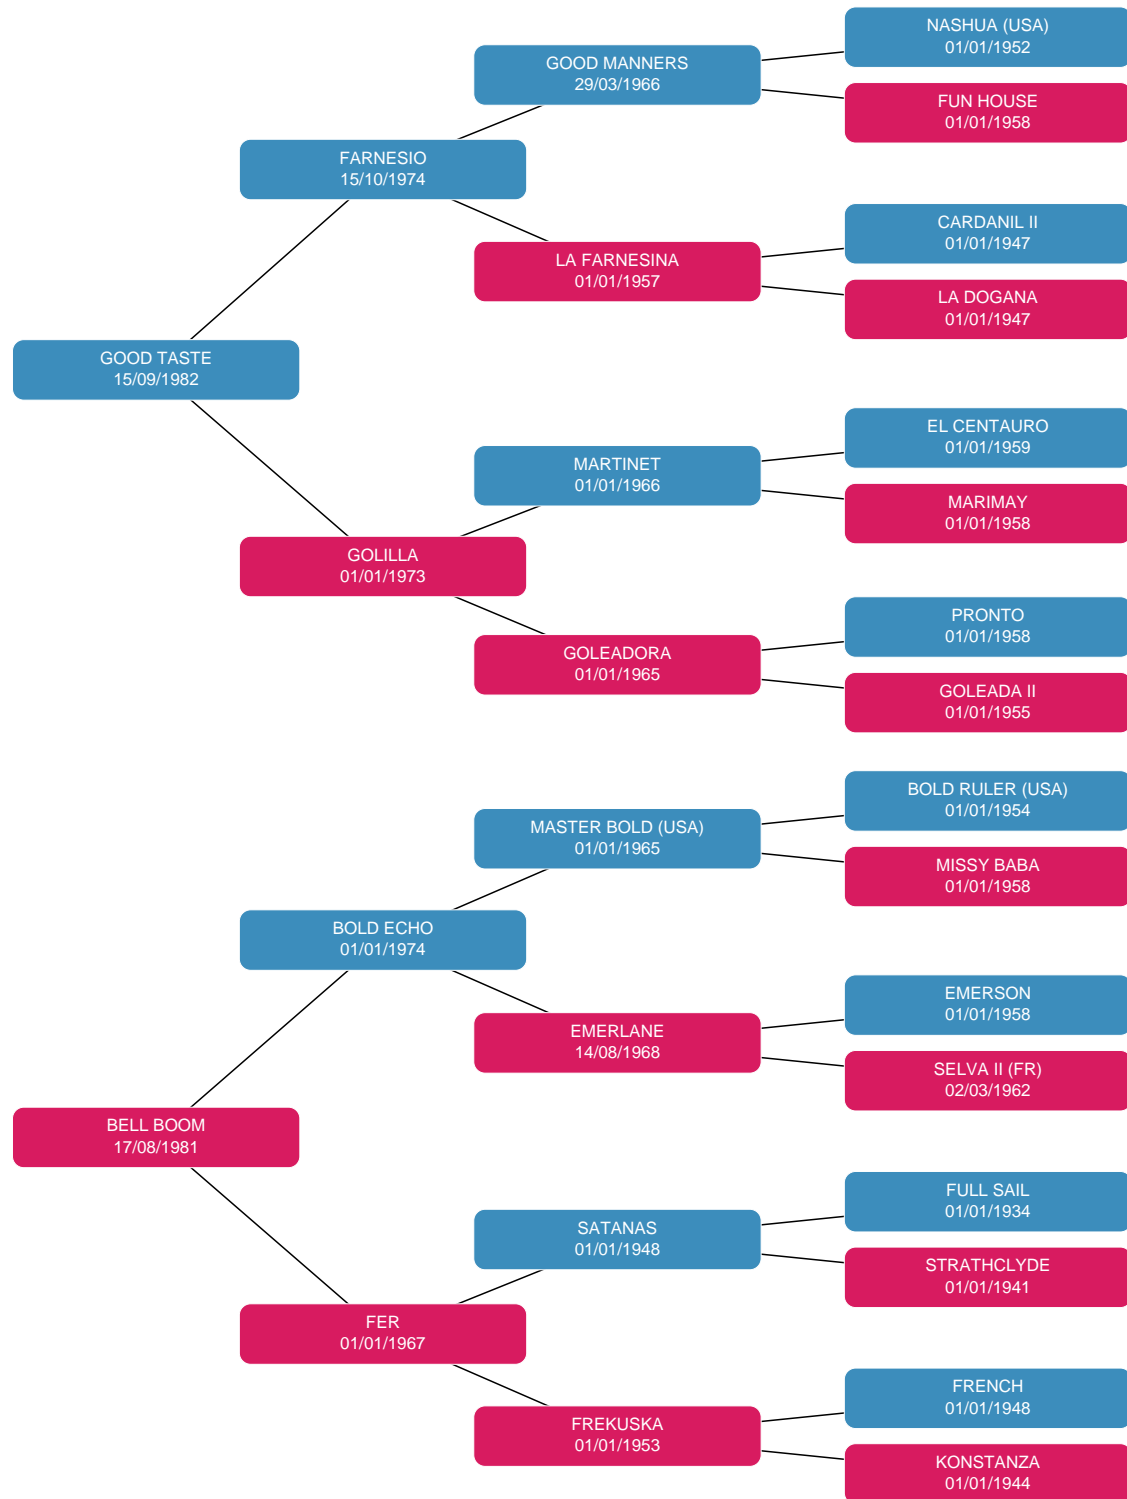 NASHUA (USA)
01/01/1952
GOOD MANNERS
29/03/1966
FUN HOUSE
01/01/1958
FARNESIO
15/10/1974
CARDANIL II
01/01/1947
LA FARNESINA
01/01/1957
LA DOGANA
01/01/1947
GOOD TASTE
15/09/1982
EL CENTAURO
01/01/1959
MARTINET
01/01/1966
MARIMAY
01/01/1958
GOLILLA
01/01/1973
PRONTO
01/01/1958
GOLEADORA
01/01/1965
GOLEADA II
01/01/1955
BOLD RULER (USA)
01/01/1954
MASTER BOLD (USA)
01/01/1965
MISSY BABA
01/01/1958
BOLD ECHO
01/01/1974
EMERSON
01/01/1958
EMERLANE
14/08/1968
SELVA II (FR)
02/03/1962
BELL BOOM
17/08/1981
FULL SAIL
01/01/1934
SATANAS
01/01/1948
STRATHCLYDE
01/01/1941
FER
01/01/1967
FRENCH
01/01/1948
FREKUSKA
01/01/1953
KONSTANZA
01/01/1944